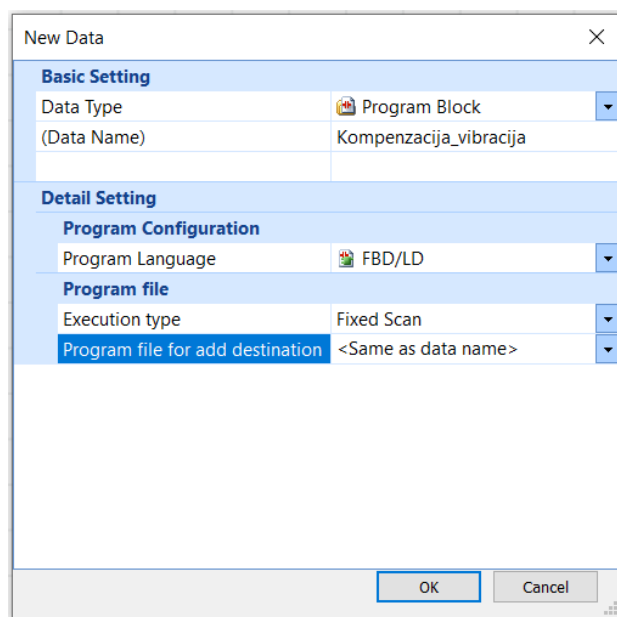 New Data
Basic Setting
Data Type Program Block
(Data Name) Kompenzacija_vibracija
Detail Setting
Program Configuration
Program Language FBD/LD
Program file
Execution type Fixed Scan
Program file for add destination <Same as data name>
OK Cancel